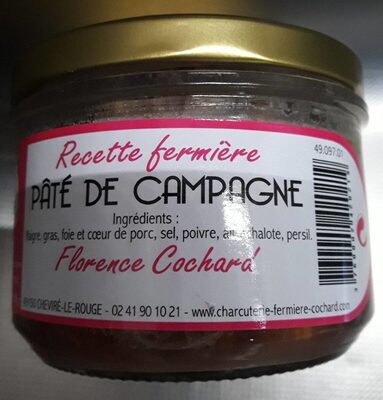 Recette fermière
49.097.01
PÂTÉ DE CAMPAGNE
Ingrédients :
Maigre, gras, foie et cœur de porc, sel, poivre, ail, échalote, persil.
Florence Cochard
49150 CHEVIRÉ-LE-ROUGE - 02 41 90 10 21 - www.charcuterie-fermiere-cochard.com